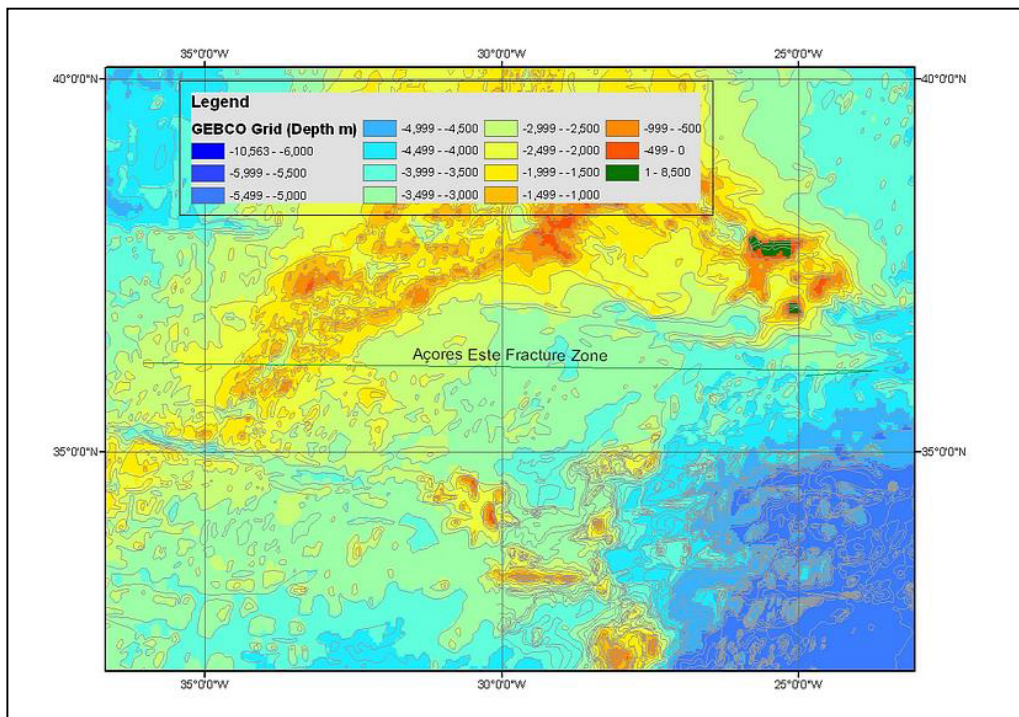 35°0'0"W 30°0'0"W 25°0'0"W
40°0'0"N 40°0'0"N
Legend
GEBCO Grid (Depth m)
-10,563 - -6,000
-5,999 - -5,500
-5,499 - -5,000
-4,999 - -4,500
-4,499 - -4,000
-3,999 - -3,500
-3,499 - -3,000
-2,999 - -2,500
-2,499 - -2,000
-1,999 - -1,500
-1,499 - -1,000
-999 - -500
-499 - 0
1 - 8,500
Açores Este Fracture Zone
35°0'0"N 35°0'0"N
35°0'0"W 30°0'0"W 25°0'0"W